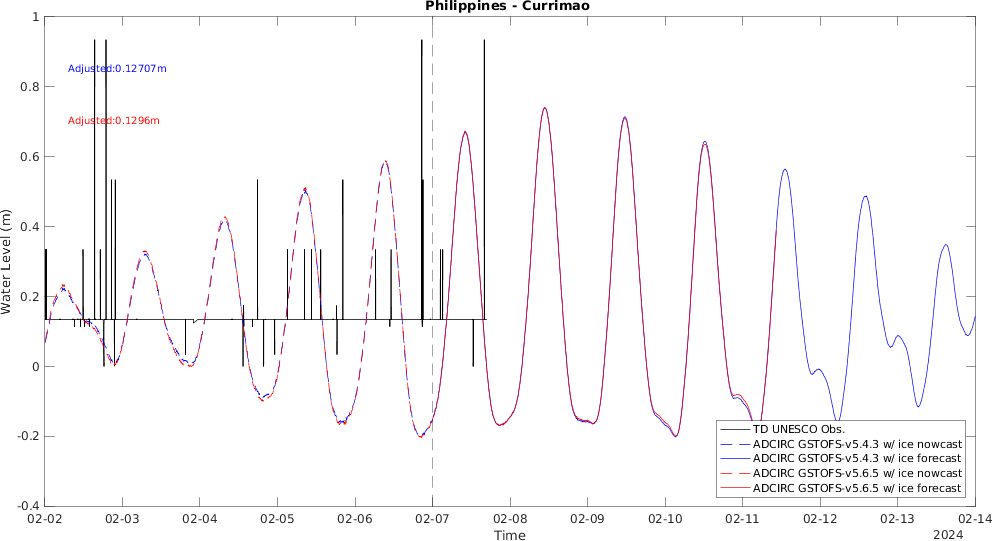 Philippines - Currimao
1
0.8
0.6
0.4
0.2
0
-0.2
-0.4
Water Level (m)
Adjusted:0.12707m
Adjusted:0.1296m
TD UNESCO Obs.
ADCIRC GSTOFS-v5.4.3 w/ ice nowcast
ADCIRC GSTOFS-v5.4.3 w/ ice forecast
ADCIRC GSTOFS-v5.6.5 w/ ice nowcast
ADCIRC GSTOFS-v5.6.5 w/ ice forecast
02-02 02-03 02-04 02-05 02-06 02-07 02-08 02-09 02-10 02-11 02-12 02-13 02-14
Time
2024